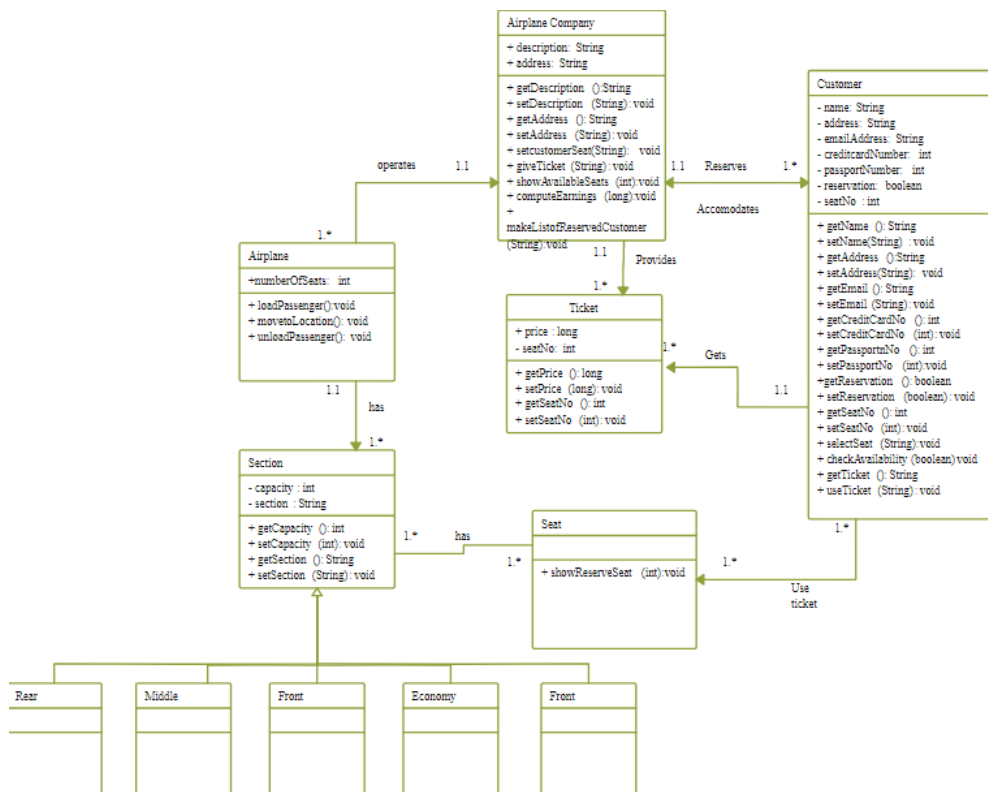 Airplane Company
+ description: String
+ address: String
+ getDescription ():String
+ setDescription (String): void
+ getAddress (): String
+ setAddress (String): void
+ setcustomerSeat(String): void
+ giveTicket (String): void
+ showAvailableSeats (int):void
+ computeEarnings (long):void
+
makeListofReservedCustomer
(String):void
Customer
- name: String
- address: String
- emailAddress: String
- creditcardNumber: int
- passportNumber: int
- reservation: boolean
- seatNo : int
+ getName (): String
+ setName(String) : void
+ getAddress ():String
+ setAddress(String): void
+ getEmail (): String
+ setEmail (String): void
+ getCreditCardNo (): int
+ setCreditCardNo (int): void
+ getPassportnNo (): int
+ setPassportNo (int):void
+getReservation (): boolean
+ setReservation (boolean): void
+ getSeatNo (): int
+ setSeatNo (int): void
+ selectSeat (String):void
+ checkAvailability (boolean):void
+ getTicket (): String
+ useTicket (String): void
operates
1.1
1.*
1.1
Reserves
1.*
Accomodates
Airplane
+numberOfSeats: int
+ loadPassenger():void
+ movetoLocation(): void
+ unloadPassenger(): void
1.1
Provides
1.*
Ticket
+ price : long
- seatNo: int
+ getPrice (): long
+ setPrice (long): void
+ getSeatNo (): int
+ setSeatNo (int): void
1.*
Gets
1.1
1.1
has
1.*
Section
- capacity : int
- section : String
+ getCapacity (): int
+ setCapacity (int): void
+ getSection (): String
+ setSection (String): void
1.*
has
1.*
Seat
+ showReserveSeat (int):void
1.*
1.*
Use
ticket
Rear
Middle
Front
Economy
Front